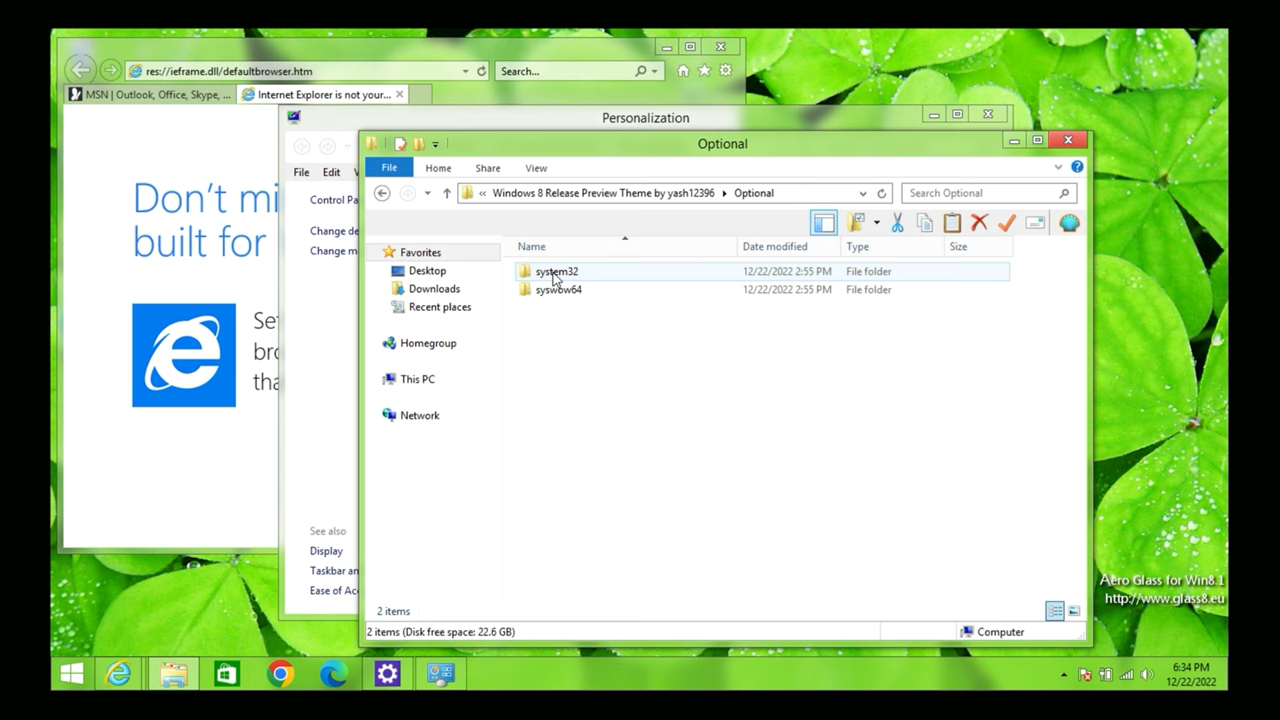 res://ieframe.dll/defaultbrowser.htm
Search...
MSN | Outlook, Office, Skype, ...
Internet Explorer is not your...
Don't mi
built for
Set
bro
tha
Personalization
File
Edit
Control Pa
Change de
Change m
See also
Display
Taskbar an
Ease of Acc
Optional
File
Home
Share
View
« Windows 8 Release Preview Theme by yash12396
Optional
Search Optional
Name
Date modified
Type
Size
Favorites
Desktop
Downloads
Recent places
Homegroup
This PC
Network
system32
12/22/2022 2:55 PM
File folder
syswow64
12/22/2022 2:55 PM
File folder
2 items
2 items (Disk free space: 22.6 GB)
Computer
Aero Glass for Win8.1
http://www.glass8.eu
6:34 PM
12/22/2022